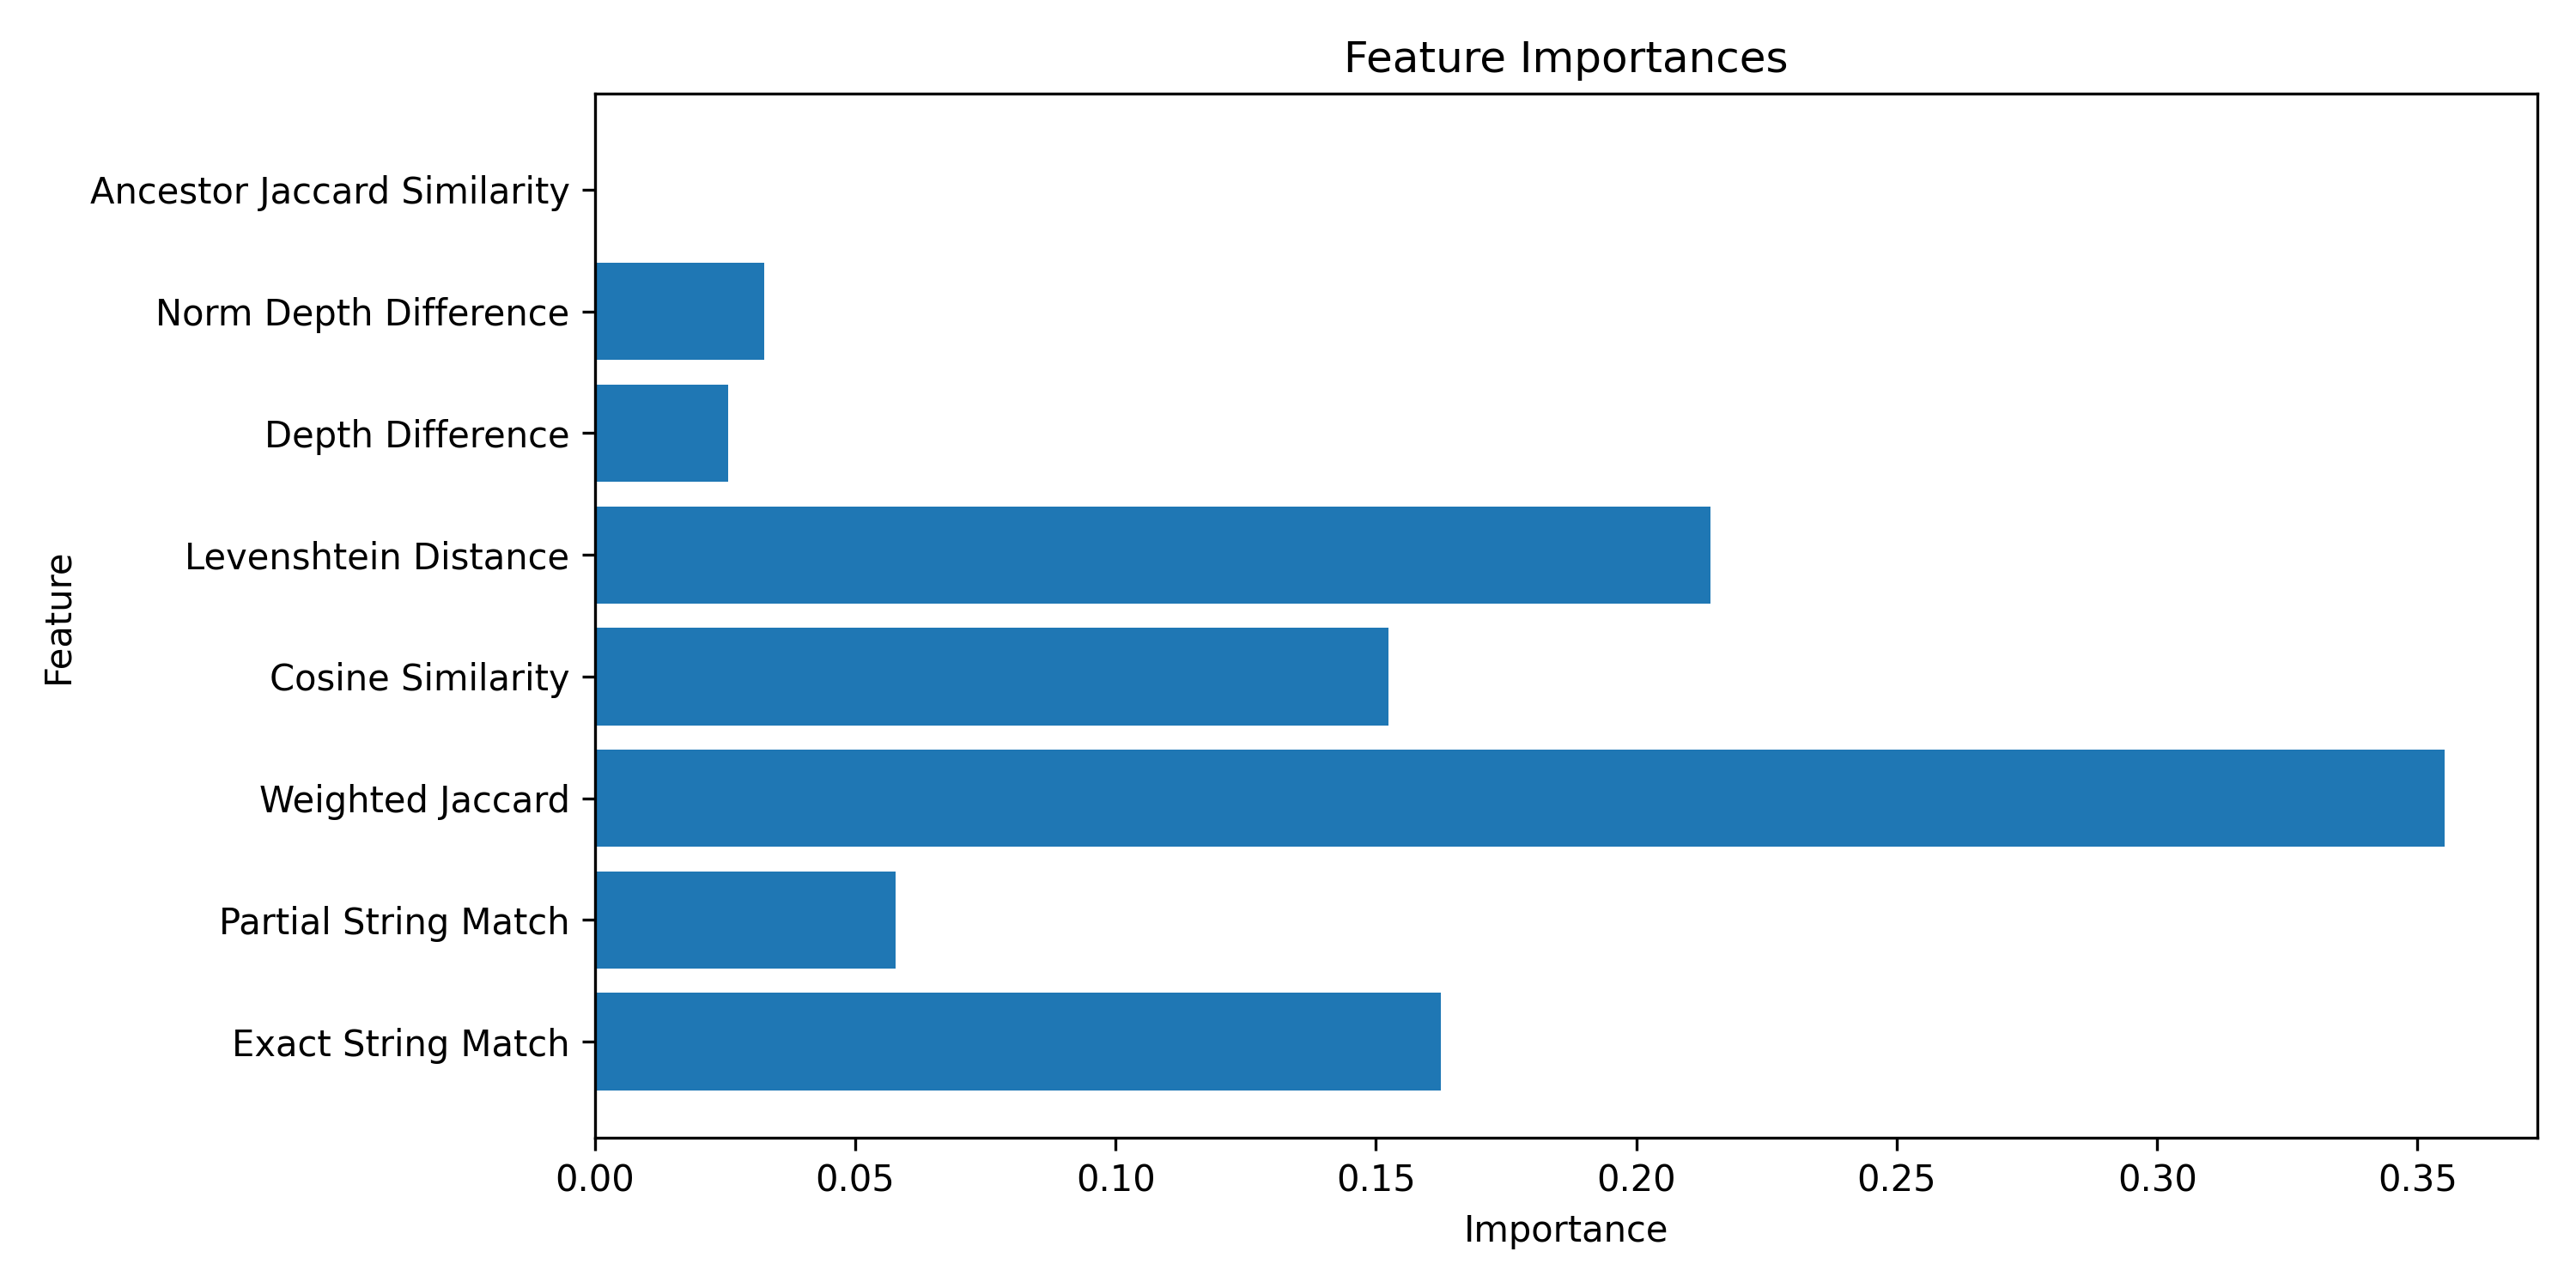 Feature Importances
Ancestor Jaccard Similarity
Norm Depth Difference
Depth Difference
Levenshtein Distance
Cosine Similarity
Weighted Jaccard
Partial String Match
Exact String Match
Feature
0.00 0.05 0.10 0.15 0.20 0.25 0.30 0.35
Importance